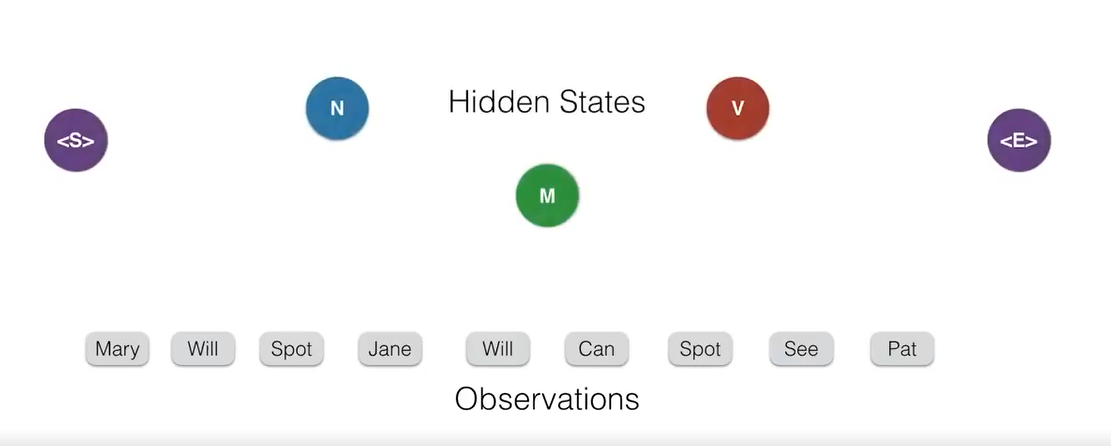 N Hidden States V
<S> <E>
M
Mary Will Spot Jane Will Can Spot See Pat
Observations